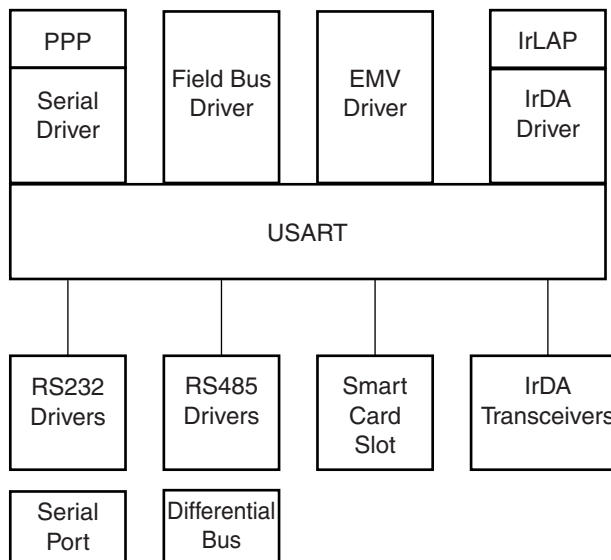 PPP
Serial
Driver
Field Bus
Driver
EMV
Driver
IrLAP
IrDA
Driver
USART
RS232
Drivers
RS485
Drivers
Smart
Card
Slot
IrDA
Transceivers
Serial
Port
Differential
Bus